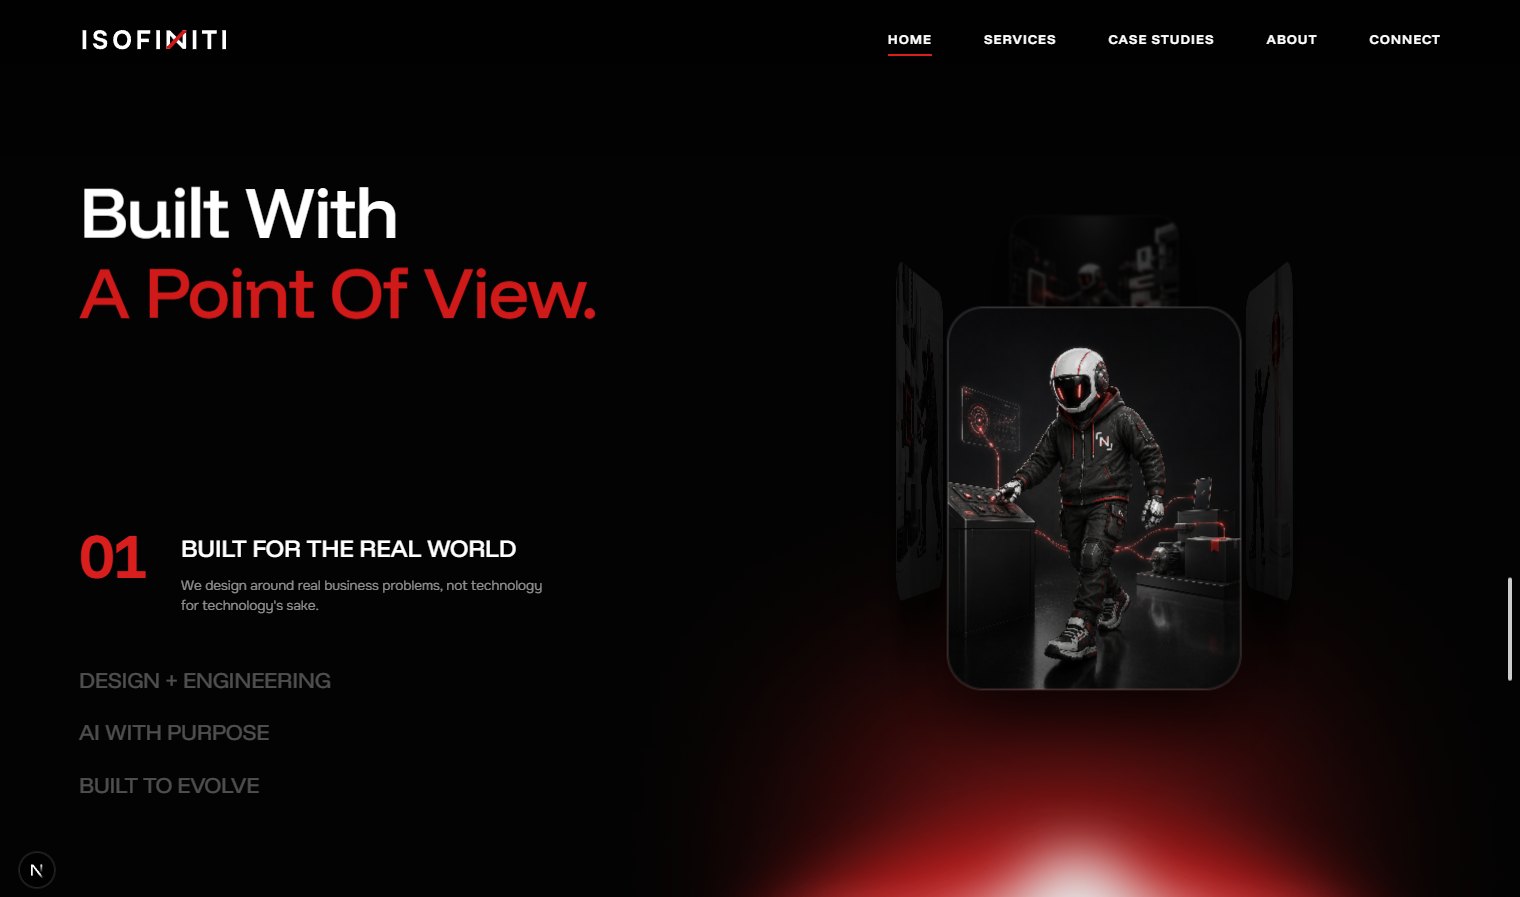 ISOFINITI
HOME SERVICES CASE STUDIES ABOUT CONNECT
Built With
A Point Of View.
01
BUILT FOR THE REAL WORLD
We design around real business problems, not technology
for technology's sake.
DESIGN + ENGINEERING
AI WITH PURPOSE
BUILT TO EVOLVE
N
N